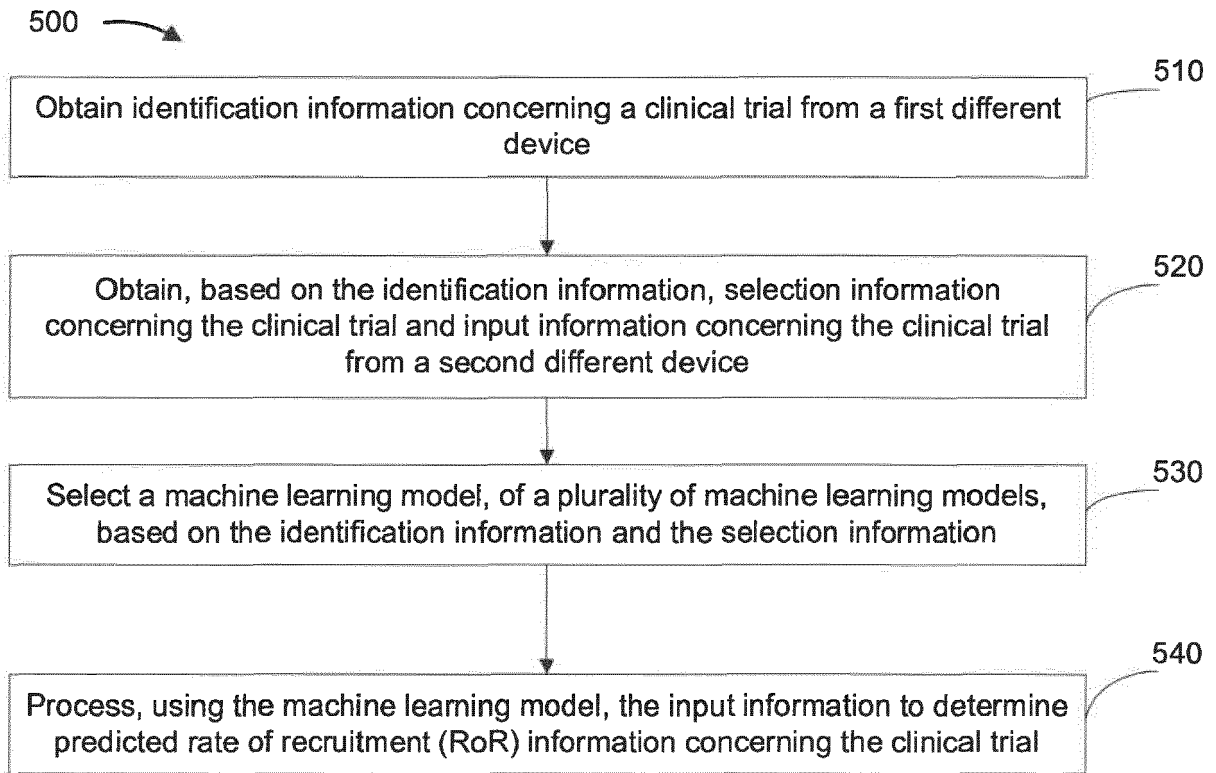 500
510
Obtain identification information concerning a clinical trial from a first different
device
520
Obtain, based on the identification information, selection information
concerning the clinical trial and input information concerning the clinical trial
from a second different device
530
Select a machine learning model, of a plurality of machine learning models,
based on the identification information and the selection information
540
Process, using the machine learning model, the input information to determine
predicted rate of recruitment (RoR) information concerning the clinical trial